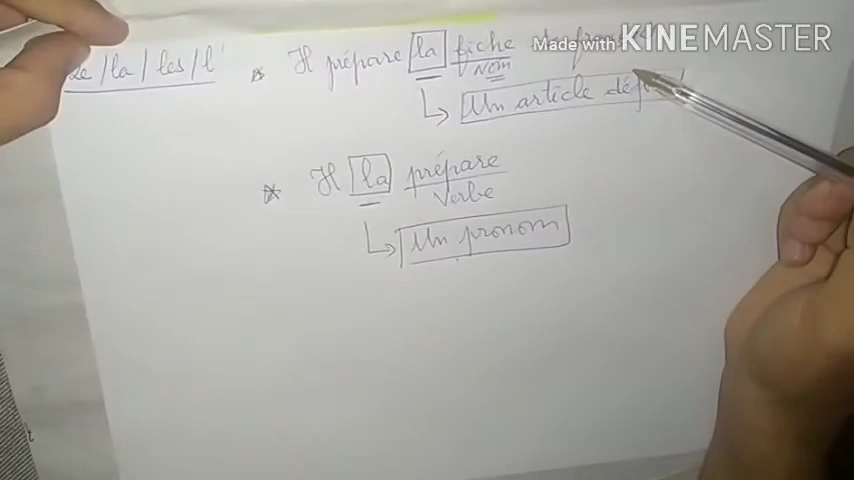 le / la / les / l' * Il prépare la fiche de
nom
Made with KINEMASTER
Un article
* Il la prépare
Verbe
Un pronom